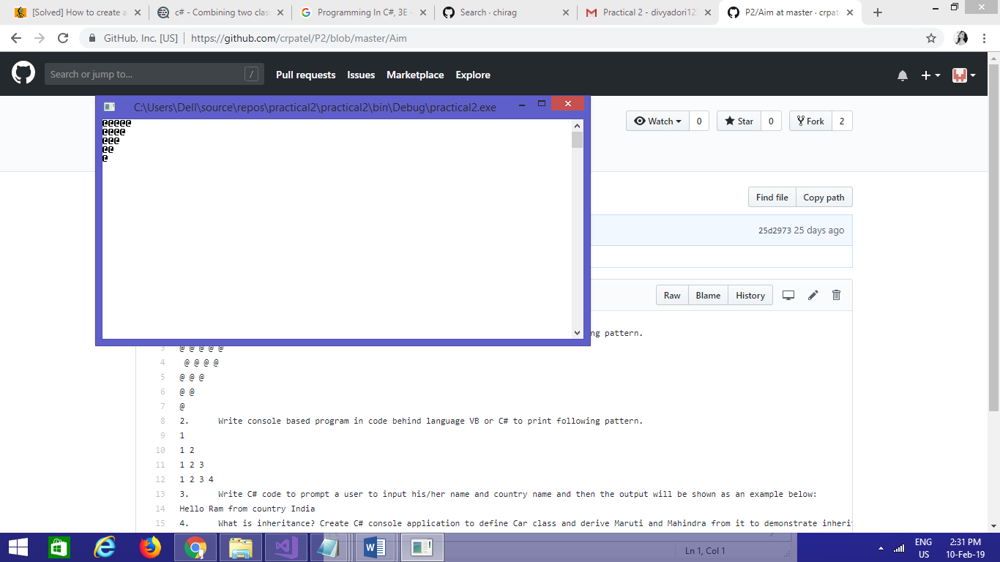 [Solved] How to create a
c# - Combining two clas
Programming In C#, 3E -
Search · chirag
Practical 2 - divyadori12
P2/Aim at master · crpat
GitHub, Inc. [US] | https://github.com/crpatel/P2/blob/master/Aim
Search or jump to... /
Pull requests Issues Marketplace Explore
C:\Users\Dell\source\repos\practical2\practical2\bin\Debug\practical2.exe
@@@@@
@@@@
@@@
@@
@
Watch 0 Star 0 Fork 2
Find file Copy path
25d2973 25 days ago
Raw Blame History
ng pattern.
3 @ @ @ @ @
4 @ @ @ @
5 @ @ @
6 @ @
7 @
8 2. Write console based program in code behind language VB or C# to print following pattern.
9 1
10 1 2
11 1 2 3
12 1 2 3 4
13 3. Write C# code to prompt a user to input his/her name and country name and then the output will be shown as an example below:
14 Hello Ram from country India
15 4. What is inheritance? Create C# console application to define Car class and derive Maruti and Mahindra from it to demonstrate inheri
Ln 1, Col 1
ENG
US
2:31 PM
10-Feb-19